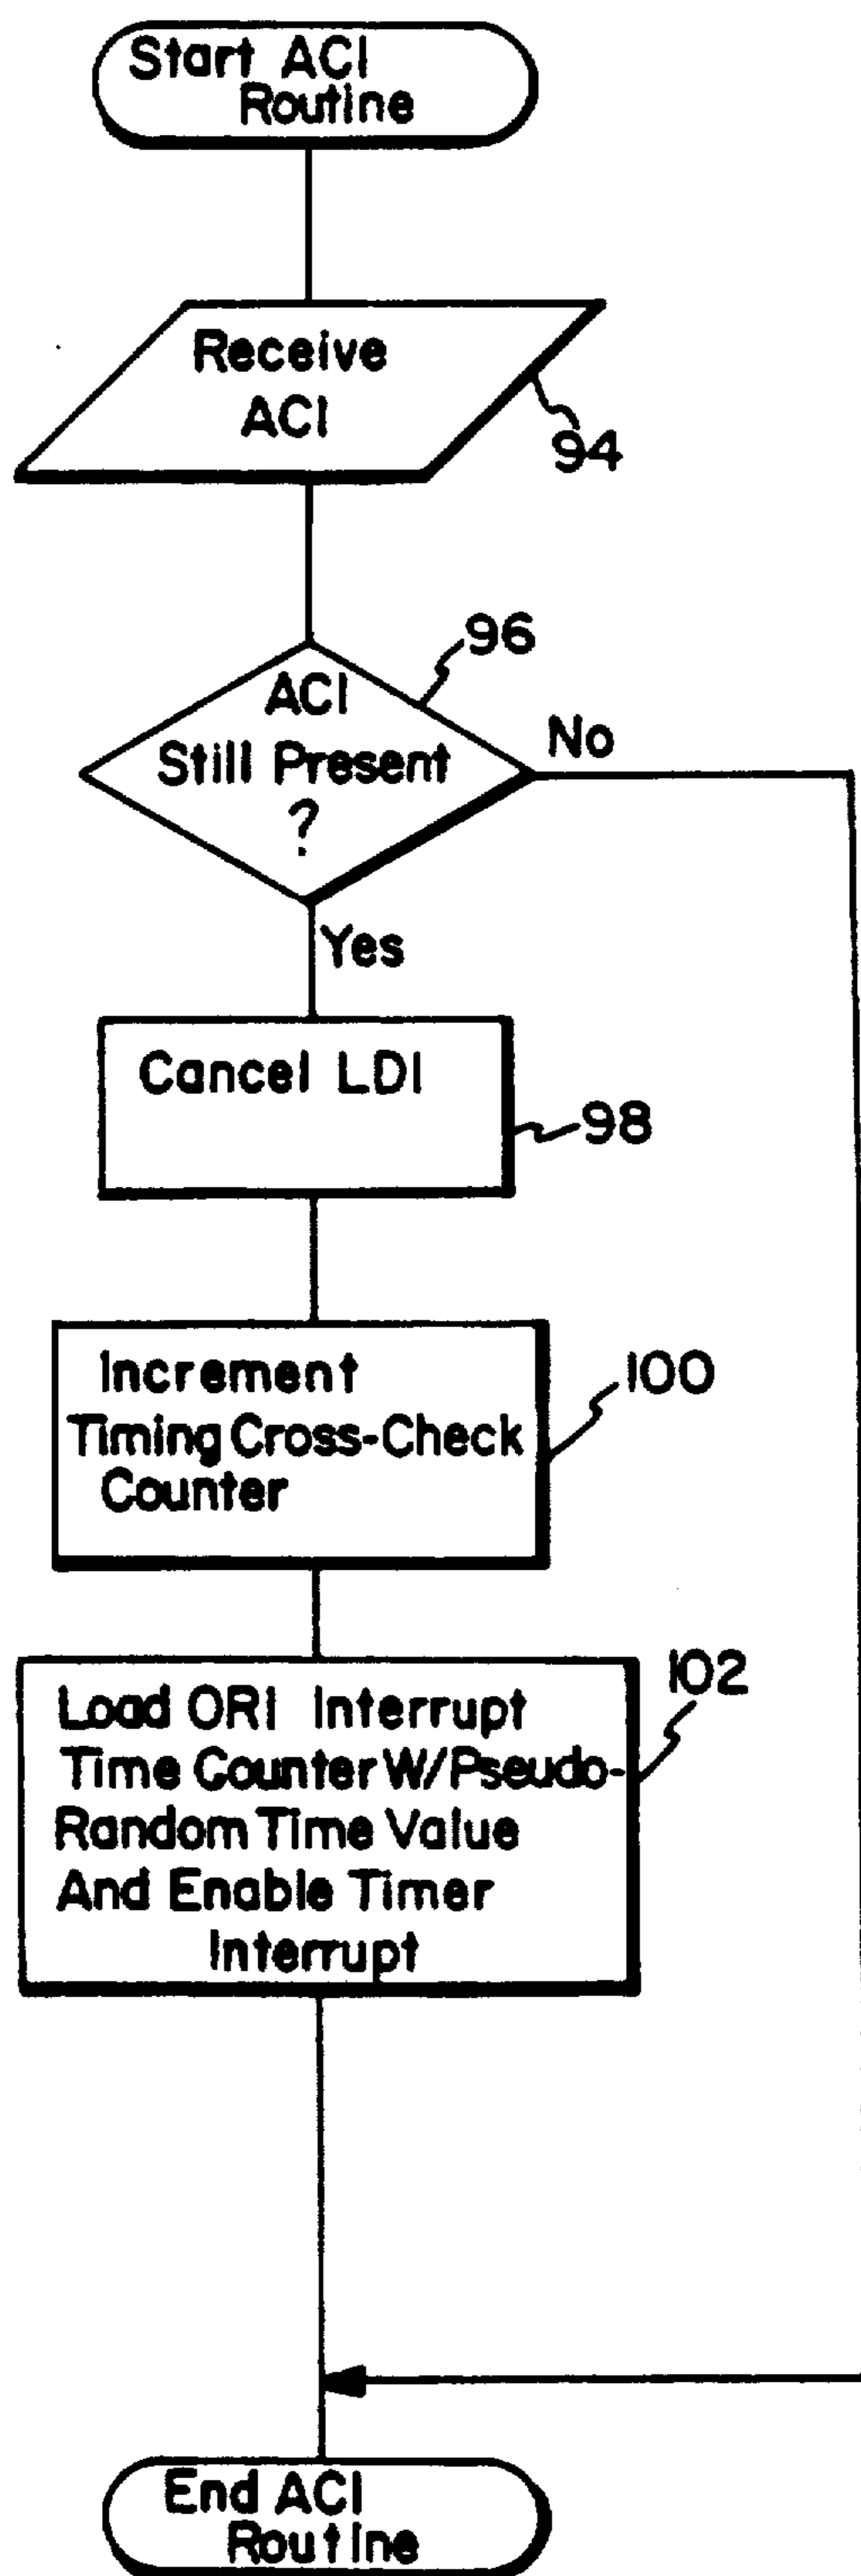 Start ACI
Routine
Receive
ACI
94
96
ACI
Still Present
?
No
Yes
Cancel LDI
98
Increment
Timing Cross-Check
Counter
100
102
Load ORI Interrupt
Time Counter W/Pseudo-
Random Time Value
And Enable Timer
Interrupt
End ACI
Routine